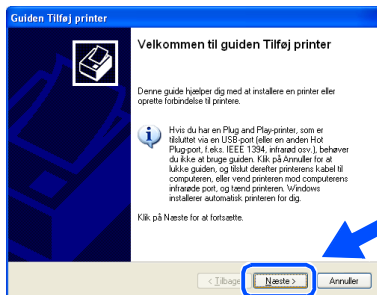 Guiden Tilføj printer
Velkommen til guiden Tilføj printer
Denne guide hjælper dig med at installere en printer eller
oprette forbindelse til printere.
Hvis du har en Plug and Play-printer, som er
tilsluttet via en USB-port (eller en anden Hot
Plug-port, f.eks. IEEE 1394, infrarød osv.), behøver
du ikke at bruge guiden. Klik på Annuller for at
lukke guiden, og tilslut derefter printerens kabel til
computeren, eller vend printeren mod computerens
infrarøde port, og tænd printeren. Windows
installerer automatisk printeren for dig.
Klik på Næste for at fortsætte.
< Tilbage Næste > Annuller